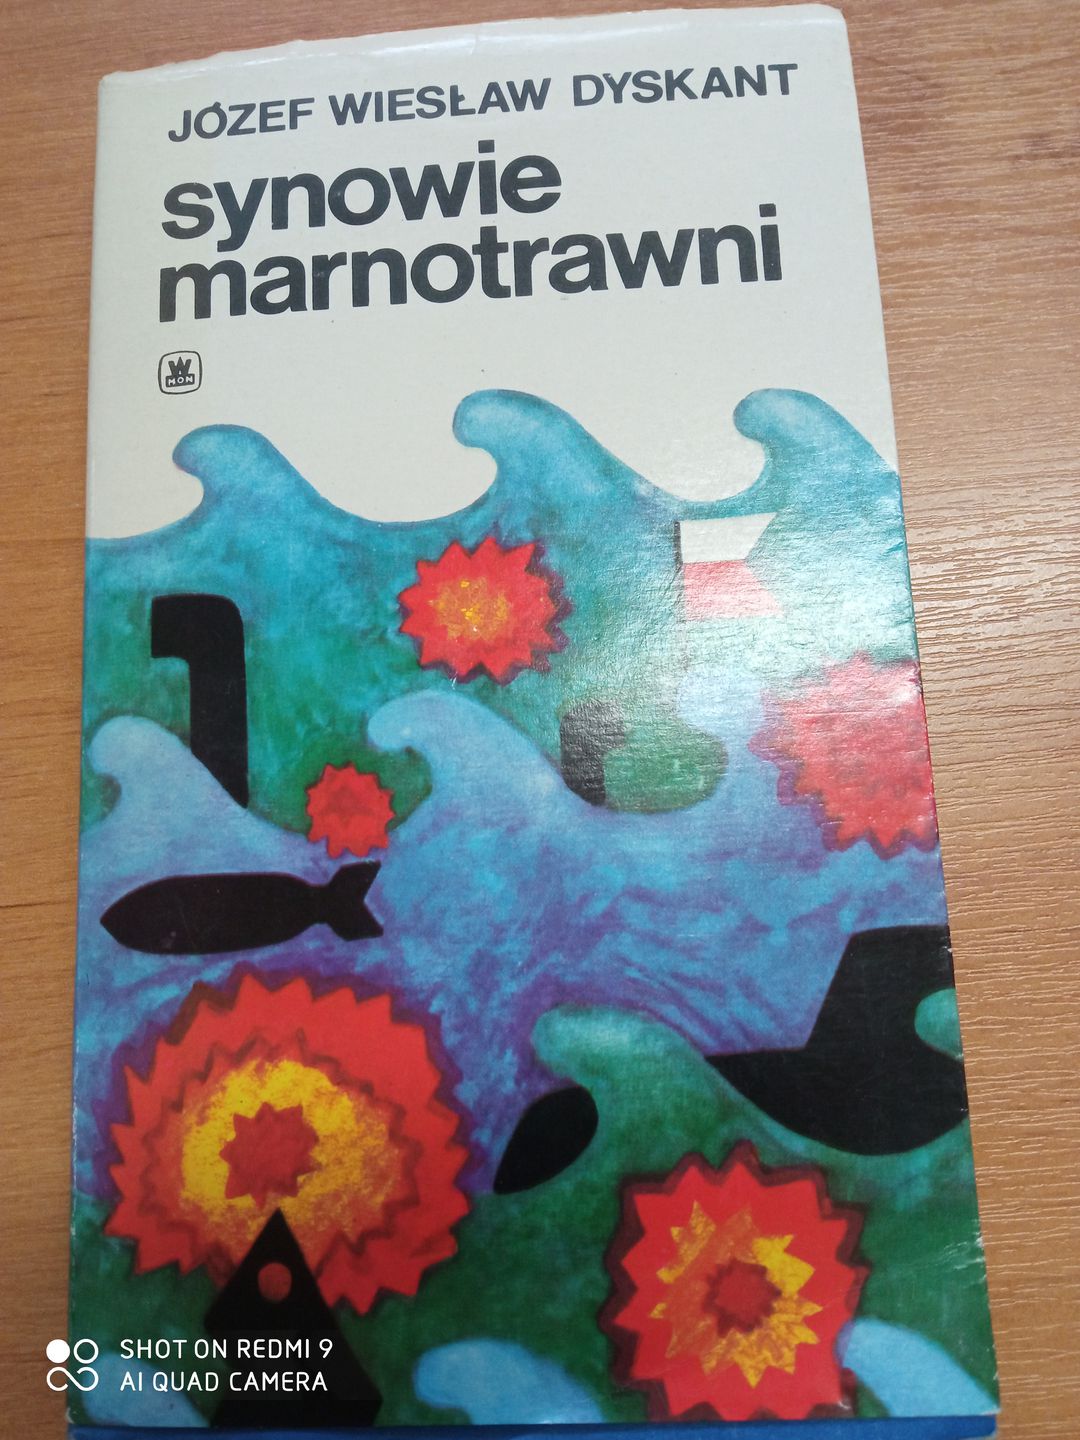 JÓZEF WIESŁAW DYSKANT
synowie
marnotrawni
W
MON
SHOT ON REDMI 9
AI QUAD CAMERA